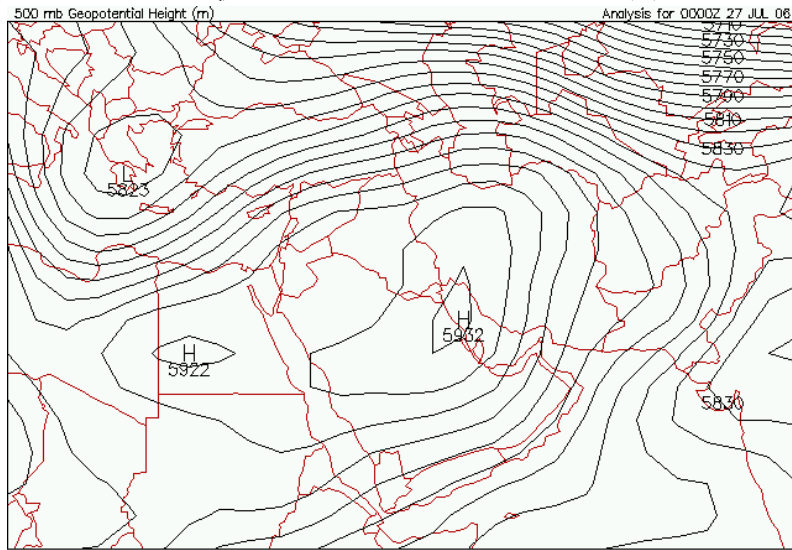 500 mb Geopotential Height (m)
Analysis for 0000Z 27 JUL 06
5710
5730
5750
5770
5790
5810
5830
L
5823
H
5932
H
5922
5830